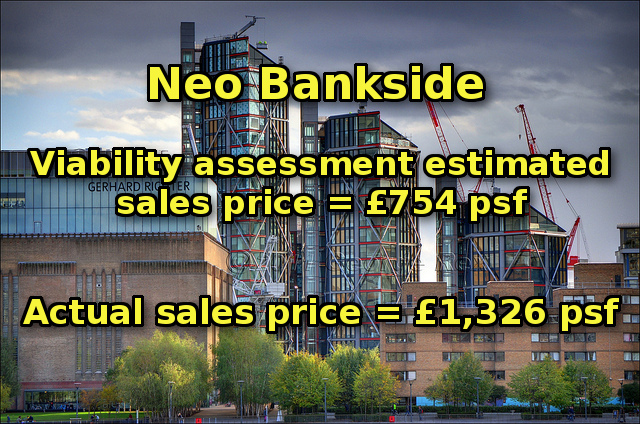 Neo Bankside
Viability assessment estimated
GERHARD RICHTER
sales price = £754 psf
Actual sales price = £1,326 psf